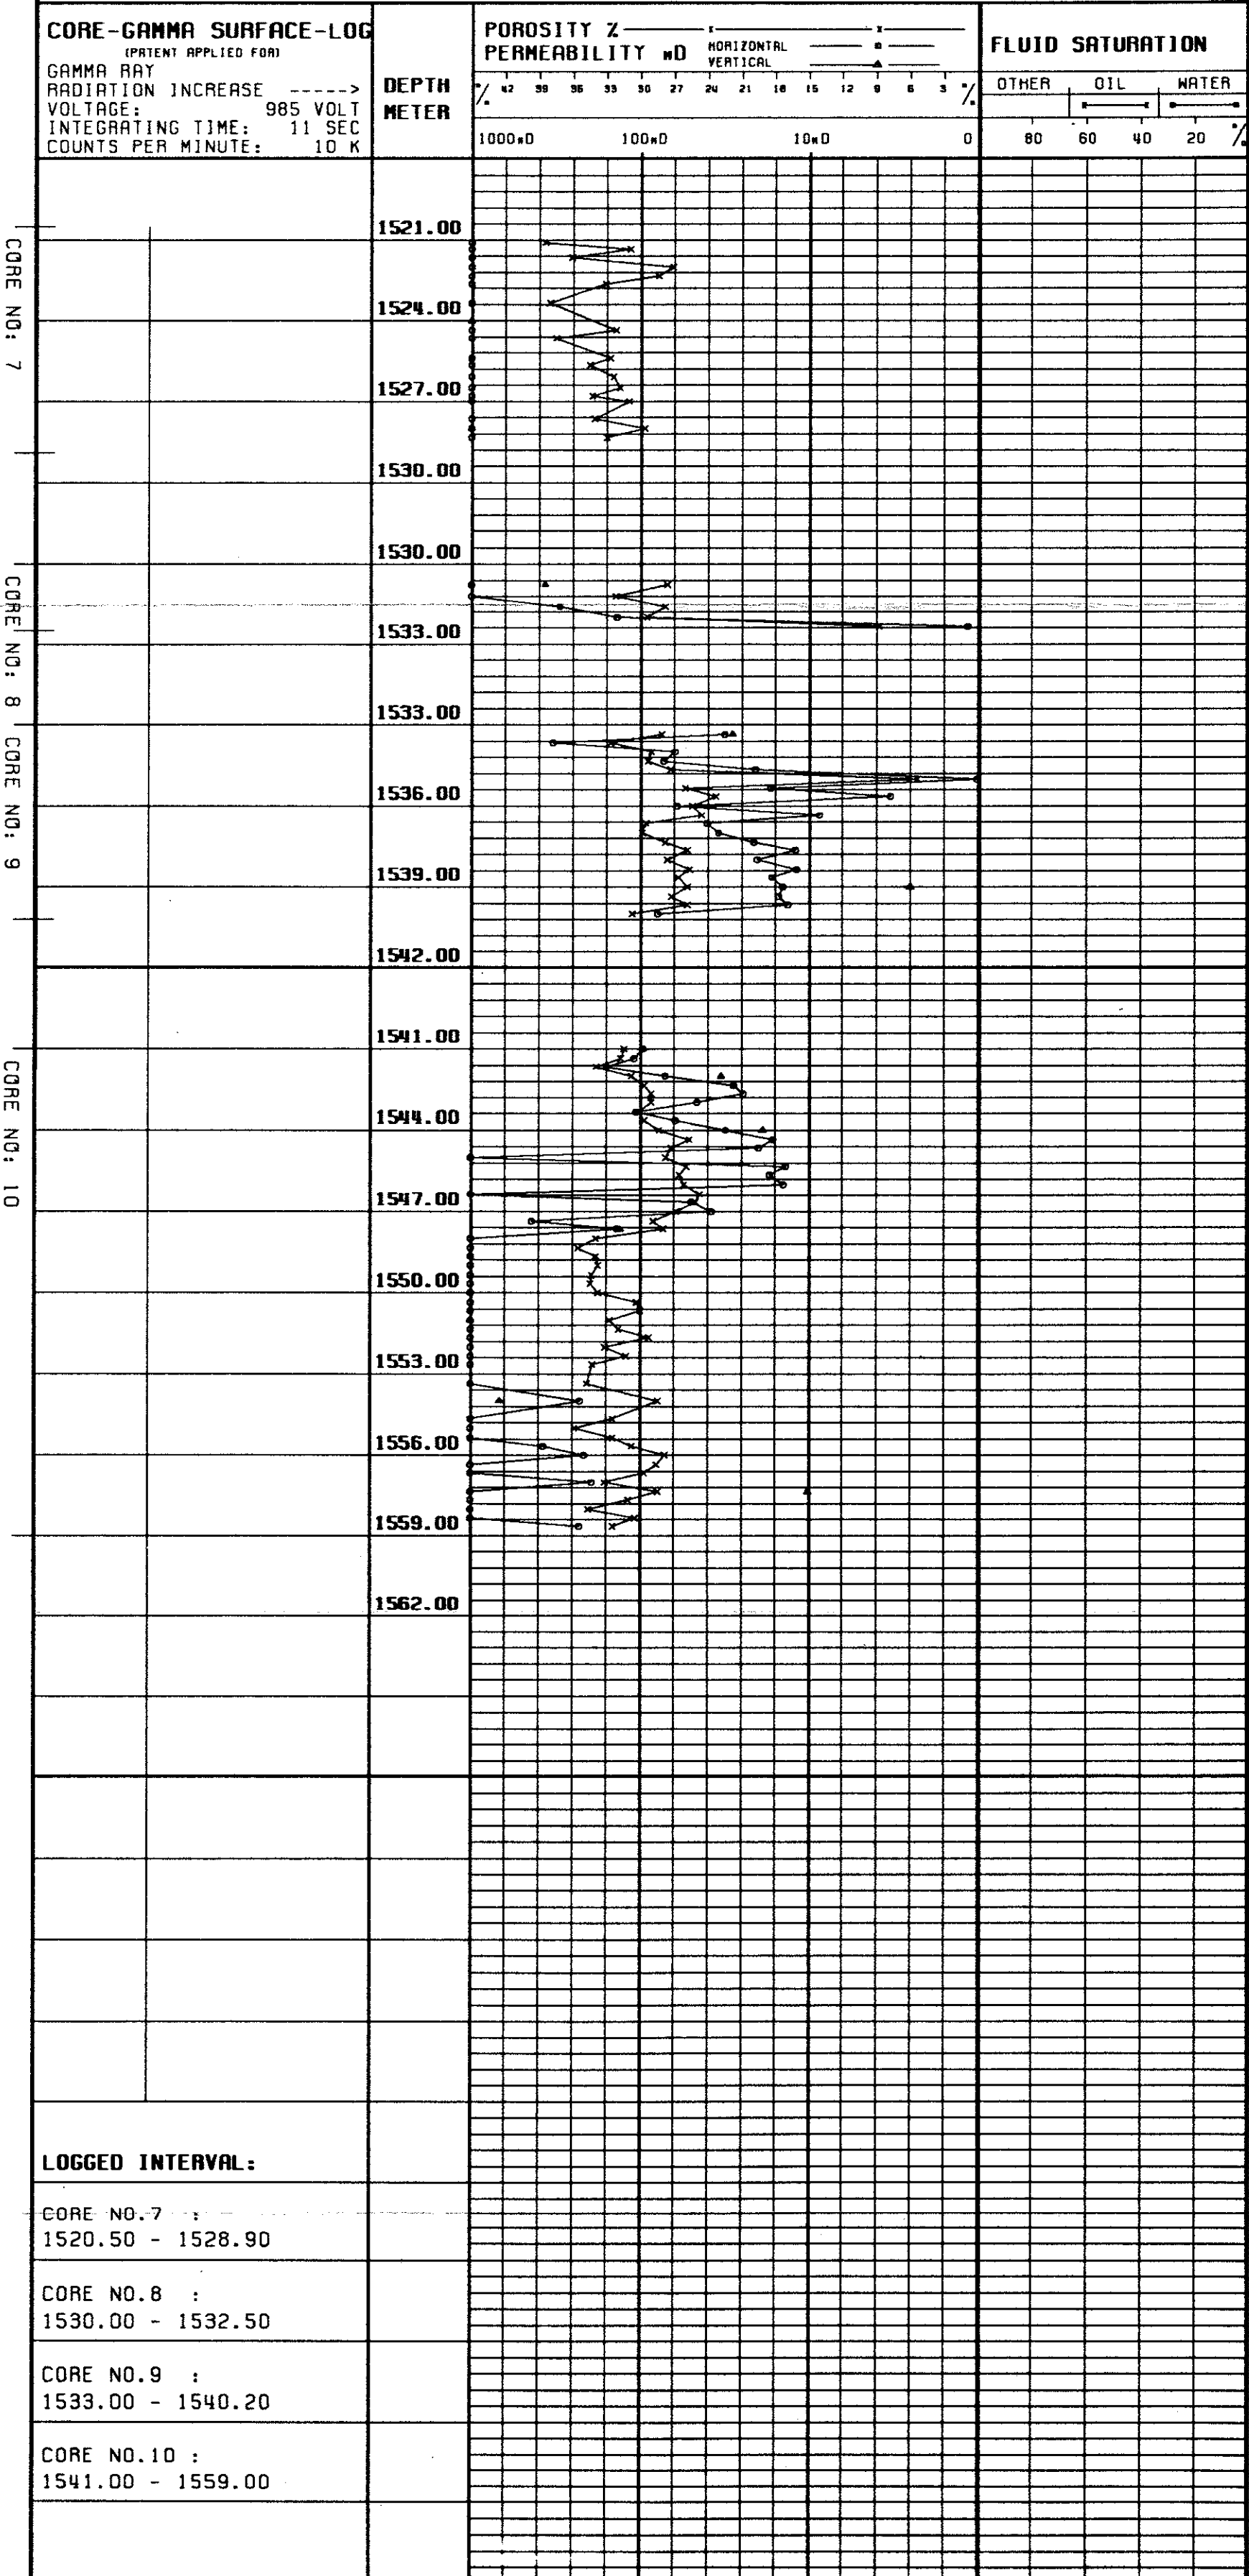 CORE-GAMMA SURFACE-LOG
(PATENT APPLIED FOR)
GAMMA RAY
RADIATION INCREASE ----->
VOLTAGE: 985 VOLT
INTEGRATING TIME: 11 SEC
COUNTS PER MINUTE: 10 K
DEPTH
METER
POROSITY %
PERMEABILITY mD HORIZONTAL
VERTICAL
% 42 39 36 33 30 27 24 21 18 15 12 9 6 3 %
1000mD 100mD 10mD 0
FLUID SATURATION
OTHER OIL WATER
80 60 40 20 %
CORE NO: 7
1521.00
1524.00
1527.00
1530.00
CORE NO: 8
1530.00
1533.00
CORE NO: 9
1533.00
1536.00
1539.00
1542.00
CORE NO: 10
1541.00
1544.00
1547.00
1550.00
1553.00
1556.00
1559.00
1562.00
LOGGED INTERVAL:
CORE NO.7 :
1520.50 - 1528.90
CORE NO.8 :
1530.00 - 1532.50
CORE NO.9 :
1533.00 - 1540.20
CORE NO.10 :
1541.00 - 1559.00